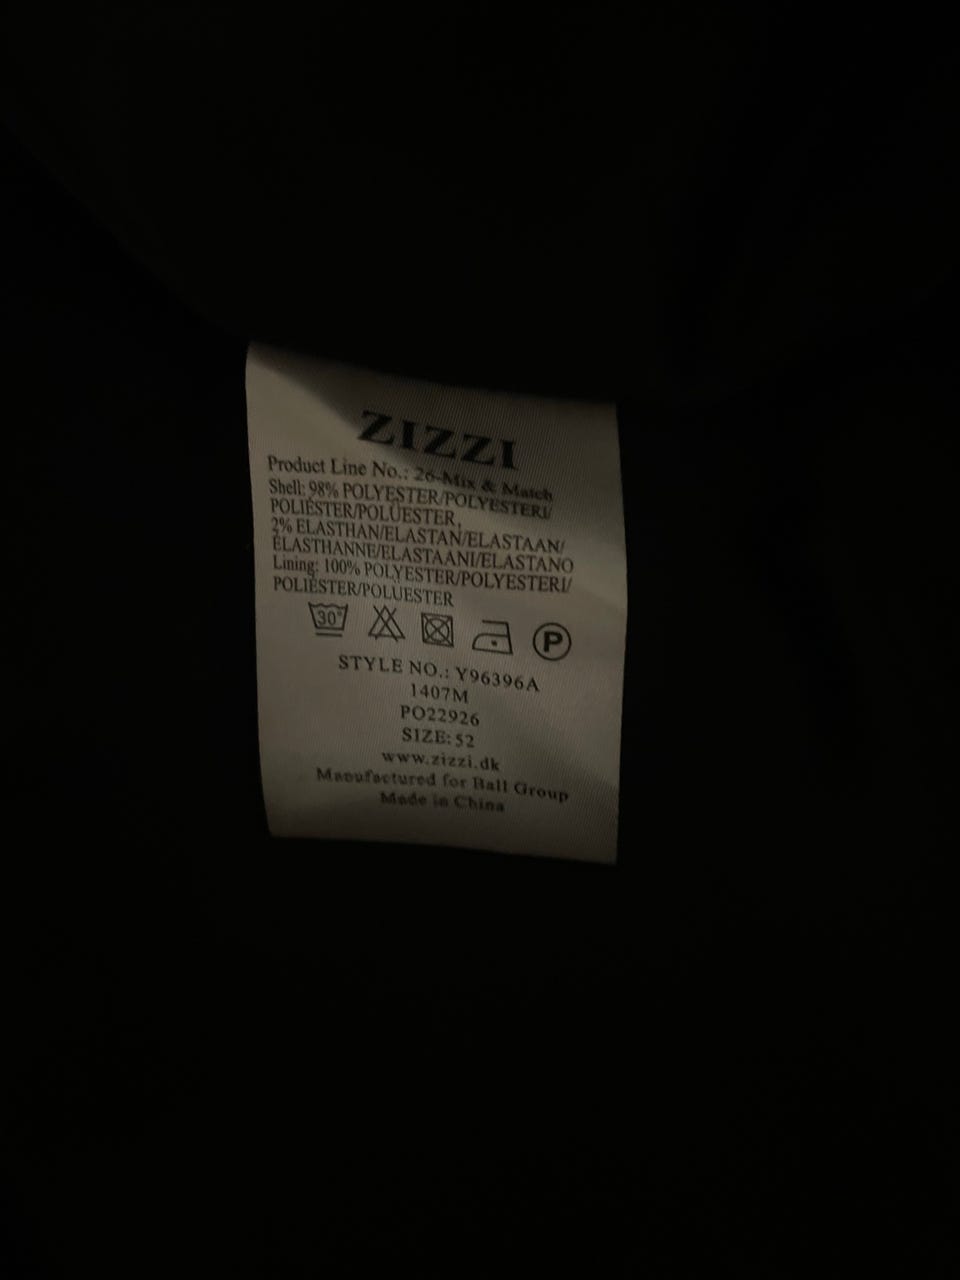 ZIZZI
Product Line No.: 26-Mix & Match
Shell: 98% POLYESTER/POLYESTERI/
POLIÉSTER/POLÜESTER,
2% ELASTHAN/ELASTAN/ELASTAAN/
ÉLASTHANNE/ELASTAANI/ELASTANO
Lining: 100% POLYESTER/POLYESTERI/
POLIÉSTER/POLÜESTER
30° P
STYLE NO.: Y96396A
1407M
PO22926
SIZE: 52
www.zizzi.dk
Manufactured for Ball Group
Made in China